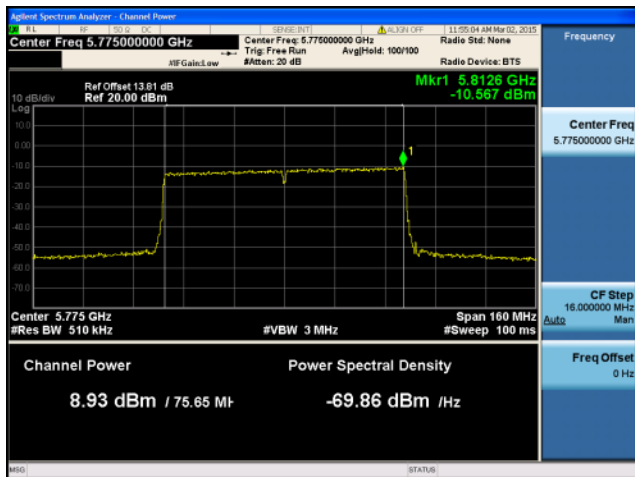 Agilent Spectrum Analyzer - Channel Power
RL RF 50 Ω DC SENSE:INT ALIGN OFF 11:55:04 AM Mar 02, 2015
Center Freq 5.775000000 GHz
Center Freq: 5.775000000 GHz
Radio Std: None
Trig: Free Run Avg|Hold: 100/100
#IFGain:Low #Atten: 20 dB Radio Device: BTS
Frequency
Ref Offset 13.81 dB
10 dB/div Ref 20.00 dBm
Mkr1 5.8126 GHz
-10.567 dBm
Log
10.0
0.00
-10.0
-20.0
-30.0
-40.0
-50.0
-60.0
-70.0
1
Center 5.775 GHz Span 160 MHz
#Res BW 510 kHz #VBW 3 MHz #Sweep 100 ms
Channel Power Power Spectral Density
8.93 dBm / 75.65 MH -69.86 dBm /Hz
Center Freq
5.775000000 GHz
CF Step
16.000000 MHz
Auto Man
Freq Offset
0 Hz
MSG STATUS